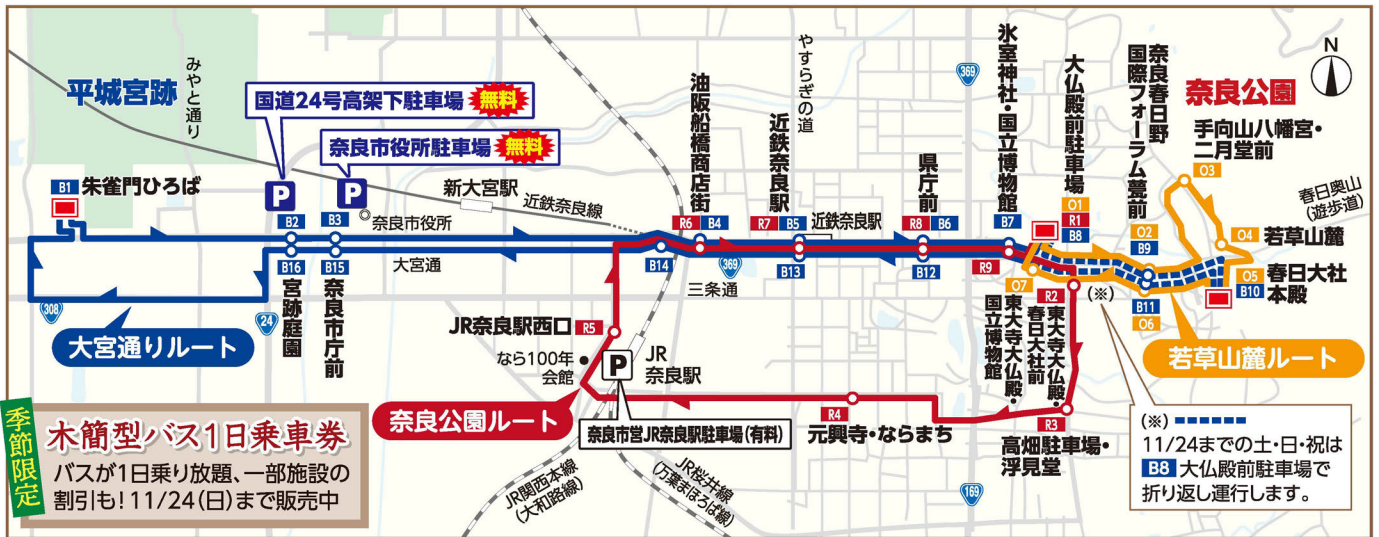 平城宮跡
みやと通り
国道24号高架下駐車場 無料
奈良市役所駐車場 無料
P
P
B1 朱雀門ひろば
B2
B3
奈良市役所
新大宮駅
近鉄奈良線
B16
宮跡庭園
B15
奈良市庁前
大宮通
308
24
大宮通りルート
油阪船橋商店街
R6 B4
B14
369
三条通
やすらぎの道
近鉄奈良駅
R7 B5
近鉄奈良駅
B13
県庁前
R8 B6
B12
369
氷室神社・国立博物館
B7
R9
大仏殿前駐車場
O1
R1
B8
奈良春日野
国際フォーラム甍前
O2
B9
奈良公園
手向山八幡宮・
二月堂前
O3
春日奥山
(遊歩道)
O4 若草山麓
O5
B10
春日大社
本殿
N
O7
東大寺大仏殿・
国立博物館
R2
東大寺大仏殿・
春日大社前
(※)
B11
O6
若草山麓ルート
JR奈良駅西口 R5
なら100年
会館
P
JR
奈良駅
奈良公園ルート
奈良市営JR奈良駅駐車場(有料)
R4
元興寺・ならまち
R3
高畑駐車場・
浮見堂
169
JR関西本線
(大和路線)
JR桜井線
(万葉まほろば線)
(※)
11/24までの土・日・祝は
B8 大仏殿前駐車場で
折り返し運行します。
季節限定
木簡型バス1日乗車券
バスが1日乗り放題、一部施設の
割引も!11/24(日)まで販売中